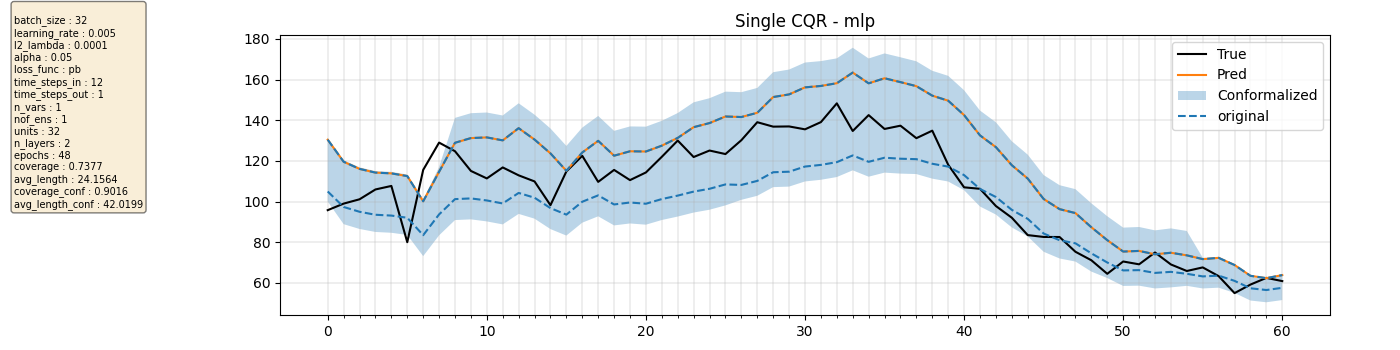 batch_size : 32
learning_rate : 0.005
l2_lambda : 0.0001
alpha : 0.05
loss_func : pb
time_steps_in : 12
time_steps_out : 1
n_vars : 1
nof_ens : 1
units : 32
n_layers : 2
epochs : 48
coverage : 0.7377
avg_length : 24.1564
coverage_conf : 0.9016
avg_length_conf : 42.0199
Single CQR - mlp
180
160
140
120
100
80
60
True
Pred
Conformalized
original
0 10 20 30 40 50 60